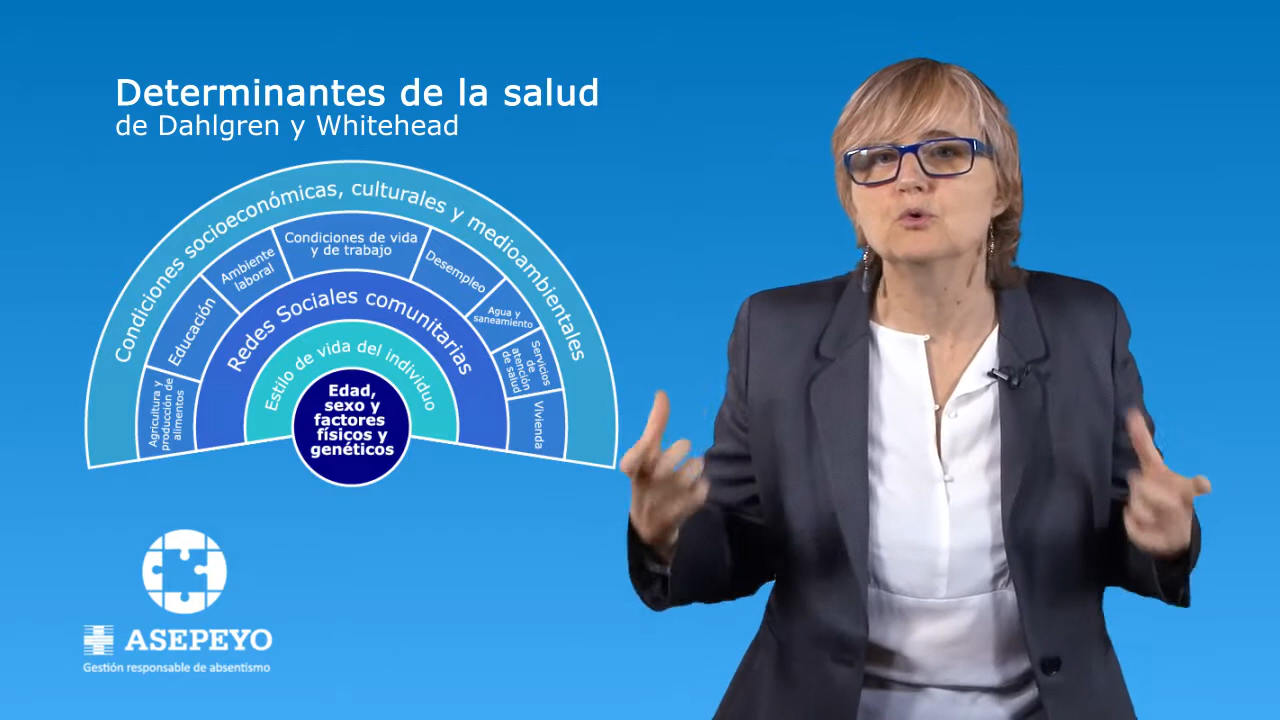 Determinantes de la salud
de Dahlgren y Whitehead
Condiciones socioeconómicas, culturales y medioambientales
Agricultura y
producción de
alimentos
Educación
Ambiente
laboral
Condiciones de vida
y de trabajo
Desempleo
Agua y
saneamiento
Servicios
de
atención
de salud
Vivienda
Redes Sociales comunitarias
Estilo de vida del individuo
Edad,
sexo y
factores
físicos y
genéticos
ASEPEYO
Gestión responsable de absentismo